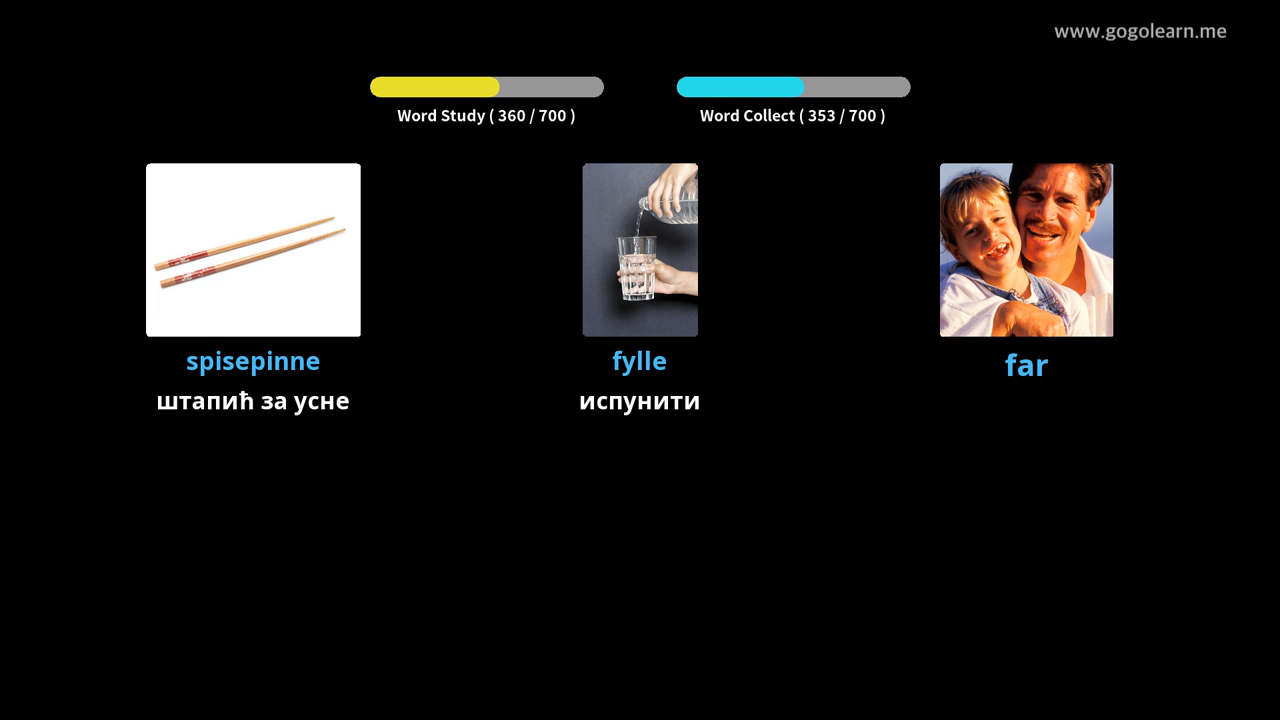 www.gogolearn.me
Word Study ( 360 / 700 )
Word Collect ( 353 / 700 )
spisepinne
fylle
far
штапић за усне
испунити